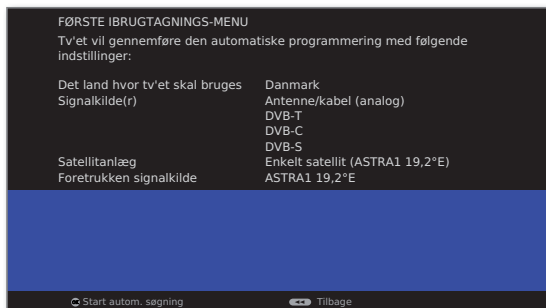 FØRSTE IBRUGTAGNINGS-MENU
Tv'et vil gennemføre den automatiske programmering med følgende
indstillinger:
Det land hvor tv'et skal bruges Danmark
Signalkilde(r) Antenne/kabel (analog)
DVB-T
DVB-C
DVB-S
Satellitanlæg Enkelt satellit (ASTRA1 19,2°E)
Foretrukken signalkilde ASTRA1 19,2°E
OK Start autom. søgning Tilbage